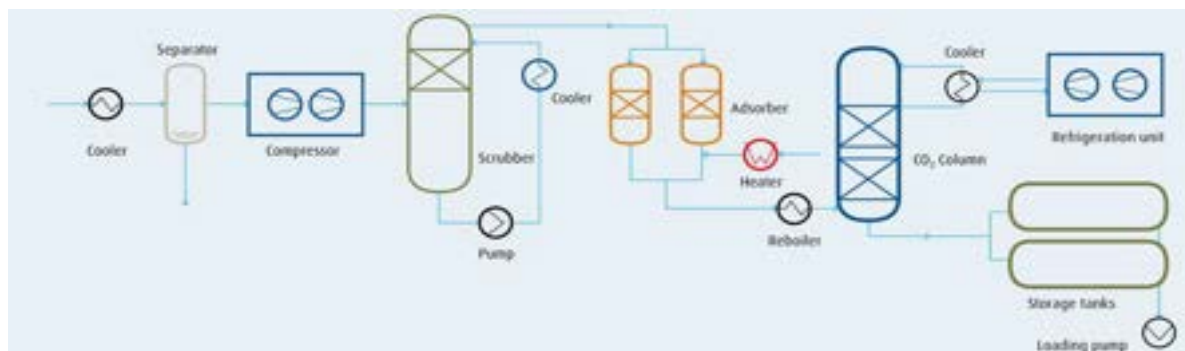 Separator
Cooler
Compressor
Scrubber
Cooler
Pump
Adsorber
Heater
Reboiler
Cooler
CO₂ Column
Refrigeration unit
Storage tanks
Loading pump